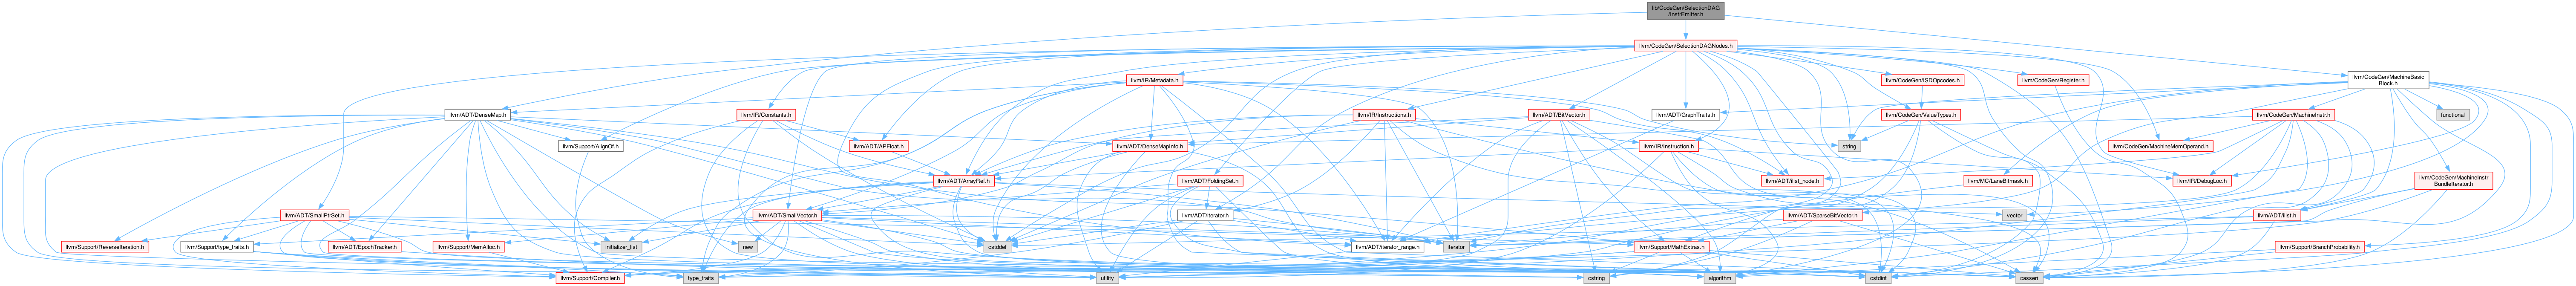 lib/CodeGen/SelectionDAG
/InstrEmitter.h
llvm/CodeGen/SelectionDAGNodes.h
llvm/IR/Metadata.h
llvm/CodeGen/ISDOpcodes.h
llvm/CodeGen/Register.h
llvm/CodeGen/MachineBasic
Block.h
llvm/ADT/DenseMap.h
llvm/IR/Constants.h
llvm/IR/Instructions.h
llvm/ADT/BitVector.h
llvm/ADT/GraphTraits.h
llvm/CodeGen/ValueTypes.h
llvm/CodeGen/MachineInstr.h
functional
llvm/Support/AlignOf.h
llvm/ADT/APFloat.h
llvm/ADT/DenseMapInfo.h
llvm/IR/Instruction.h
string
llvm/CodeGen/MachineMemOperand.h
llvm/ADT/ArrayRef.h
llvm/ADT/FoldingSet.h
llvm/ADT/ilist_node.h
llvm/MC/LaneBitmask.h
llvm/IR/DebugLoc.h
llvm/CodeGen/MachineInstr
BundleIterator.h
llvm/ADT/SmallPtrSet.h
llvm/ADT/SmallVector.h
llvm/ADT/iterator.h
llvm/ADT/SparseBitVector.h
vector
llvm/ADT/ilist.h
llvm/Support/ReverseIteration.h
llvm/Support/type_traits.h
llvm/ADT/EpochTracker.h
llvm/Support/MemAlloc.h
initializer_list
new
cstddef
llvm/ADT/iterator_range.h
iterator
llvm/Support/MathExtras.h
llvm/Support/BranchProbability.h
llvm/Support/Compiler.h
type_traits
utility
cstring
algorithm
cstdint
cassert